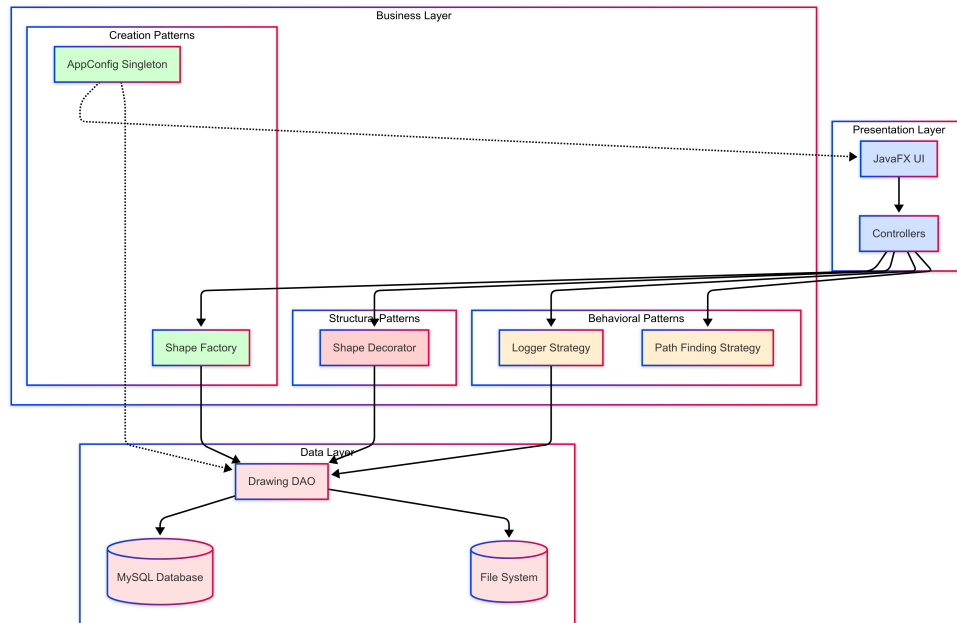 Business Layer
Creation Patterns
AppConfig Singleton
Presentation Layer
JavaFX UI
Controllers
Structural Patterns
Behavioral Patterns
Shape Factory
Shape Decorator
Logger Strategy
Path Finding Strategy
Data Layer
Drawing DAO
MySQL Database
File System